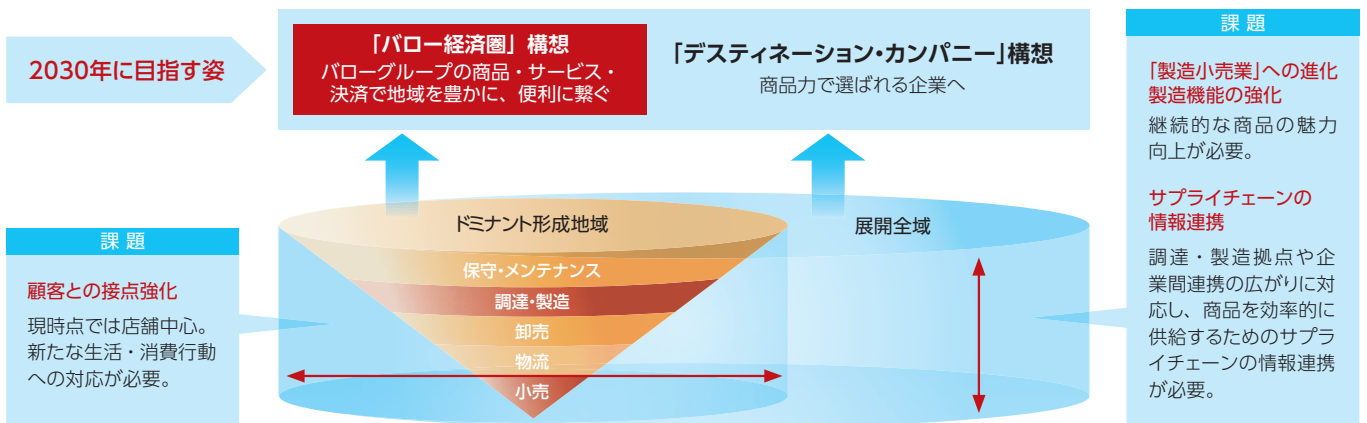 2030年に目指す姿
「バロー経済圏」構想
バローグループの商品・サービス・
決済で地域を豊かに、便利に繋ぐ
「デスティネーション・カンパニー」構想
商品力で選ばれる企業へ
ドミナント形成地域
展開全域
保守・メンテナンス
調達・製造
卸売
物流
小売
課題
顧客との接点強化
現時点では店舗中心。
新たな生活・消費行動
への対応が必要。
課題
「製造小売業」への進化
製造機能の強化
継続的な商品の魅力
向上が必要。
サプライチェーンの
情報連携
調達・製造拠点や企
業間連携の広がりに対
応し、商品を効率的に
供給するためのサプラ
イチェーンの情報連携
が必要。